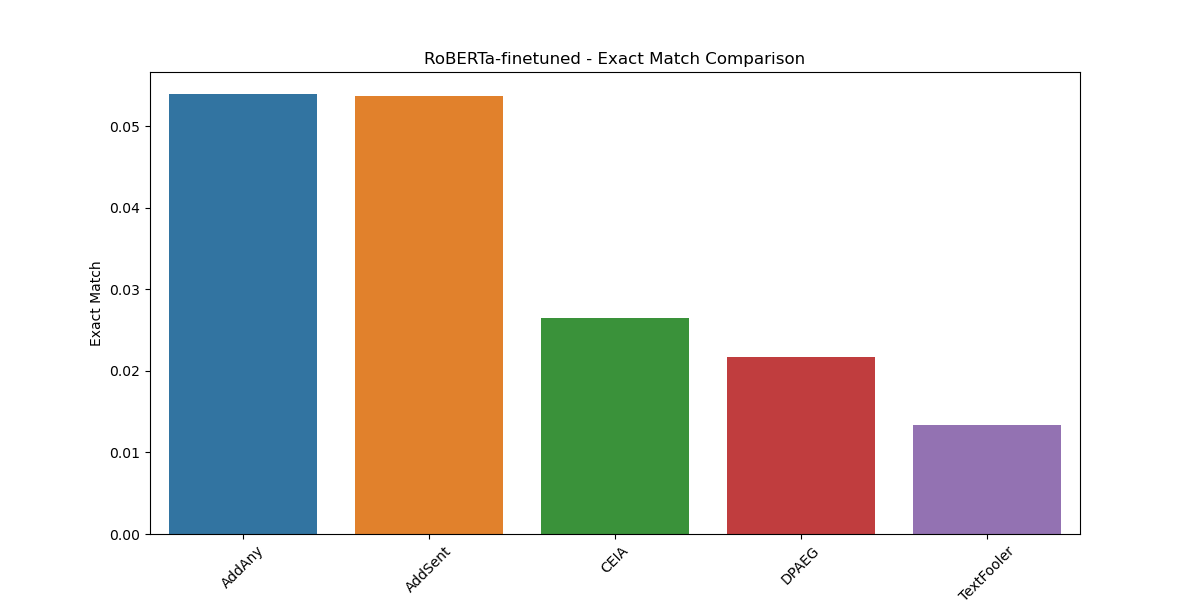 RoBERTa-finetuned - Exact Match Comparison
Exact Match
0.05
0.04
0.03
0.02
0.01
0.00
AddAny
AddSent
CEIA
DPAEG
TextFooler